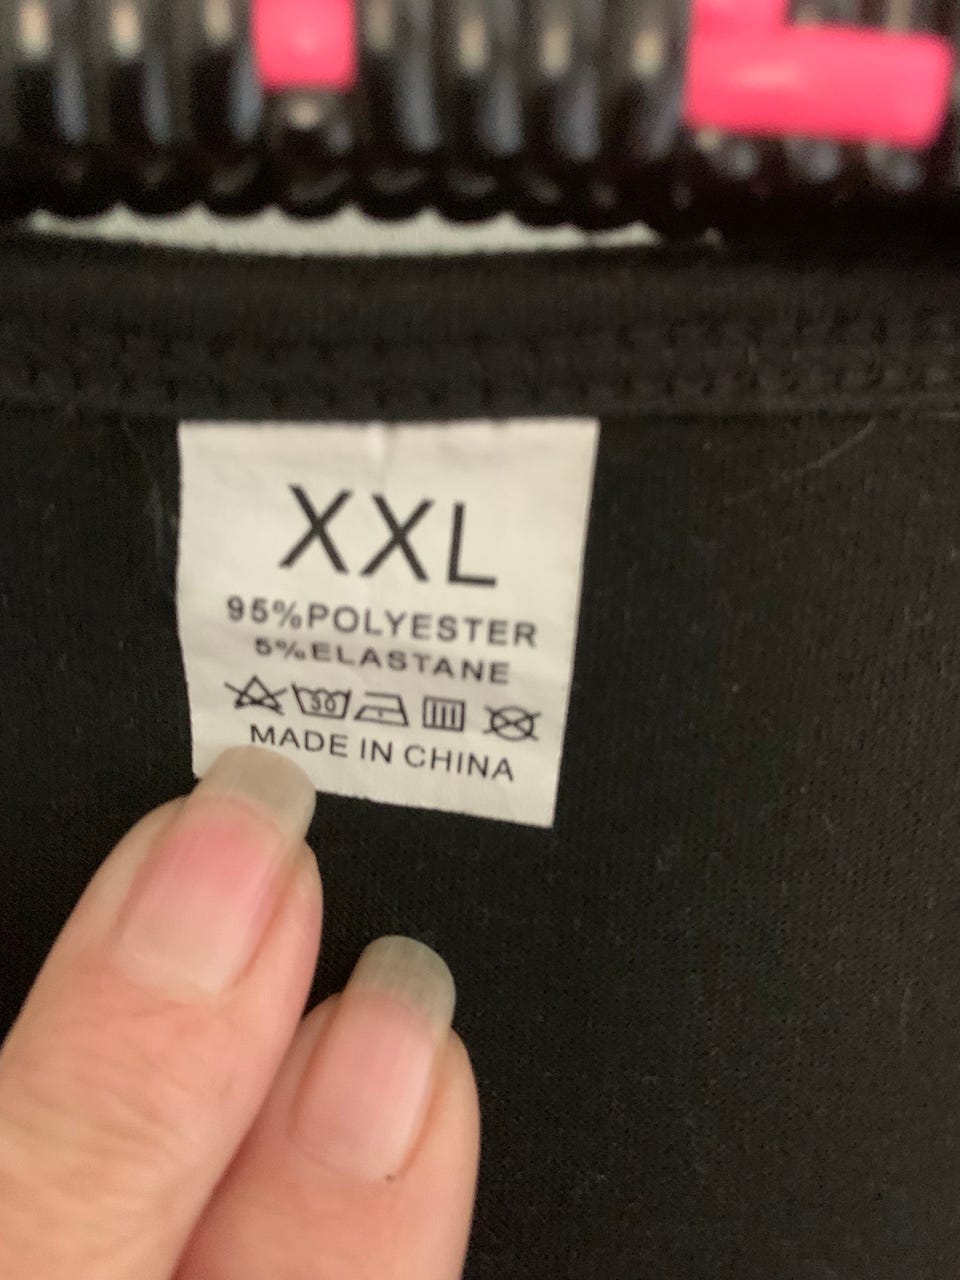 XXL
95%POLYESTER
5%ELASTANE
30
MADE IN CHINA